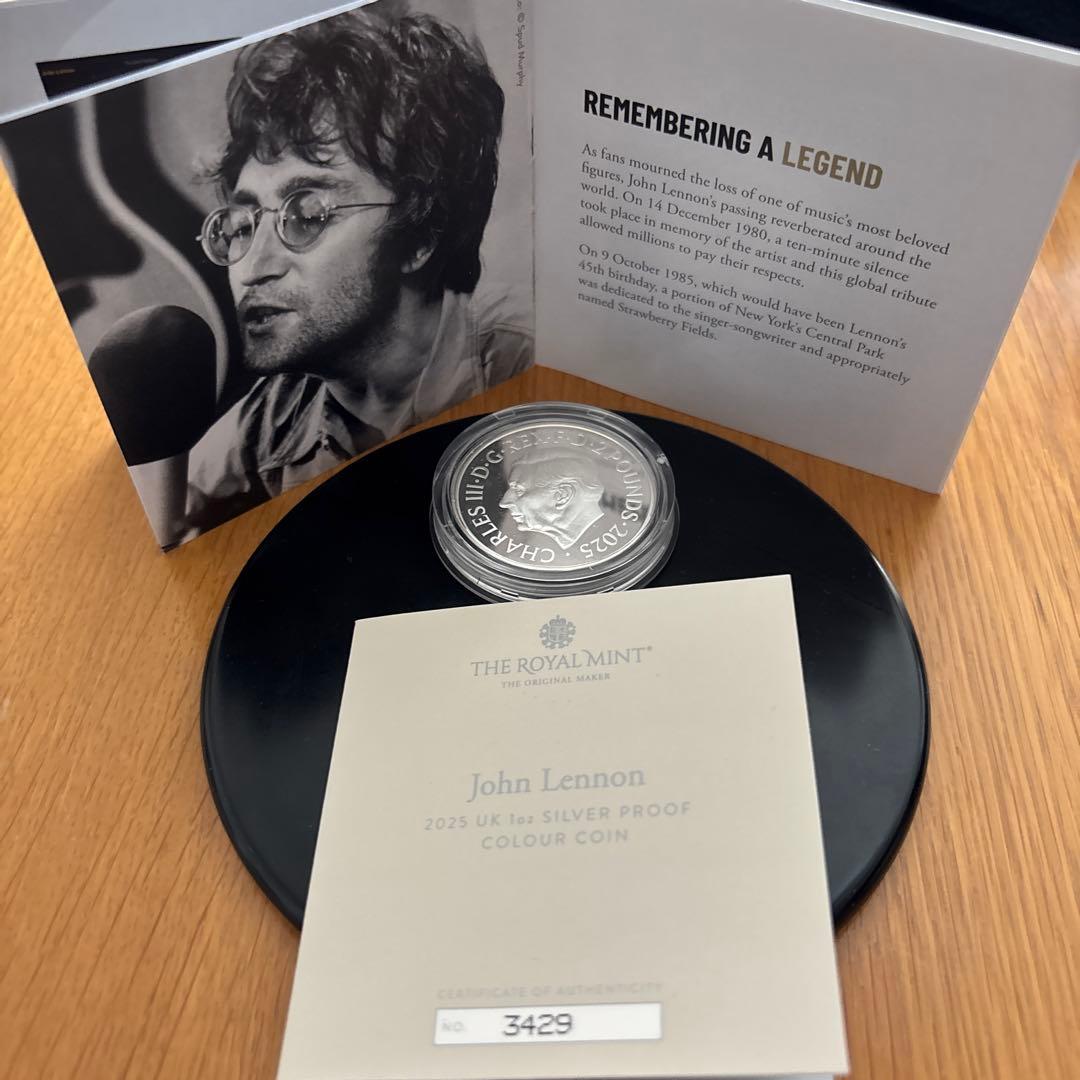 © Spud Murphy
REMEMBERING A LEGEND
As fans mourned the loss of one of music's most beloved
figures, John Lennon's passing reverberated around the
world. On 14 December 1980, a ten-minute silence
took place in memory of the artist and this global tribute
allowed millions to pay their respects.
On 9 October 1985, which would have been Lennon's
45th birthday, a portion of New York's Central Park
was dedicated to the singer-songwriter and appropriately
named Strawberry Fields.
CHARLES III·D·G·REX·F·D·2 POUNDS·2025·
THE ROYAL MINT®
THE ORIGINAL MAKER
John Lennon
2025 UK 1oz SILVER PROOF
COLOUR COIN
CERTIFICATE OF AUTHENTICITY
NO. 3429